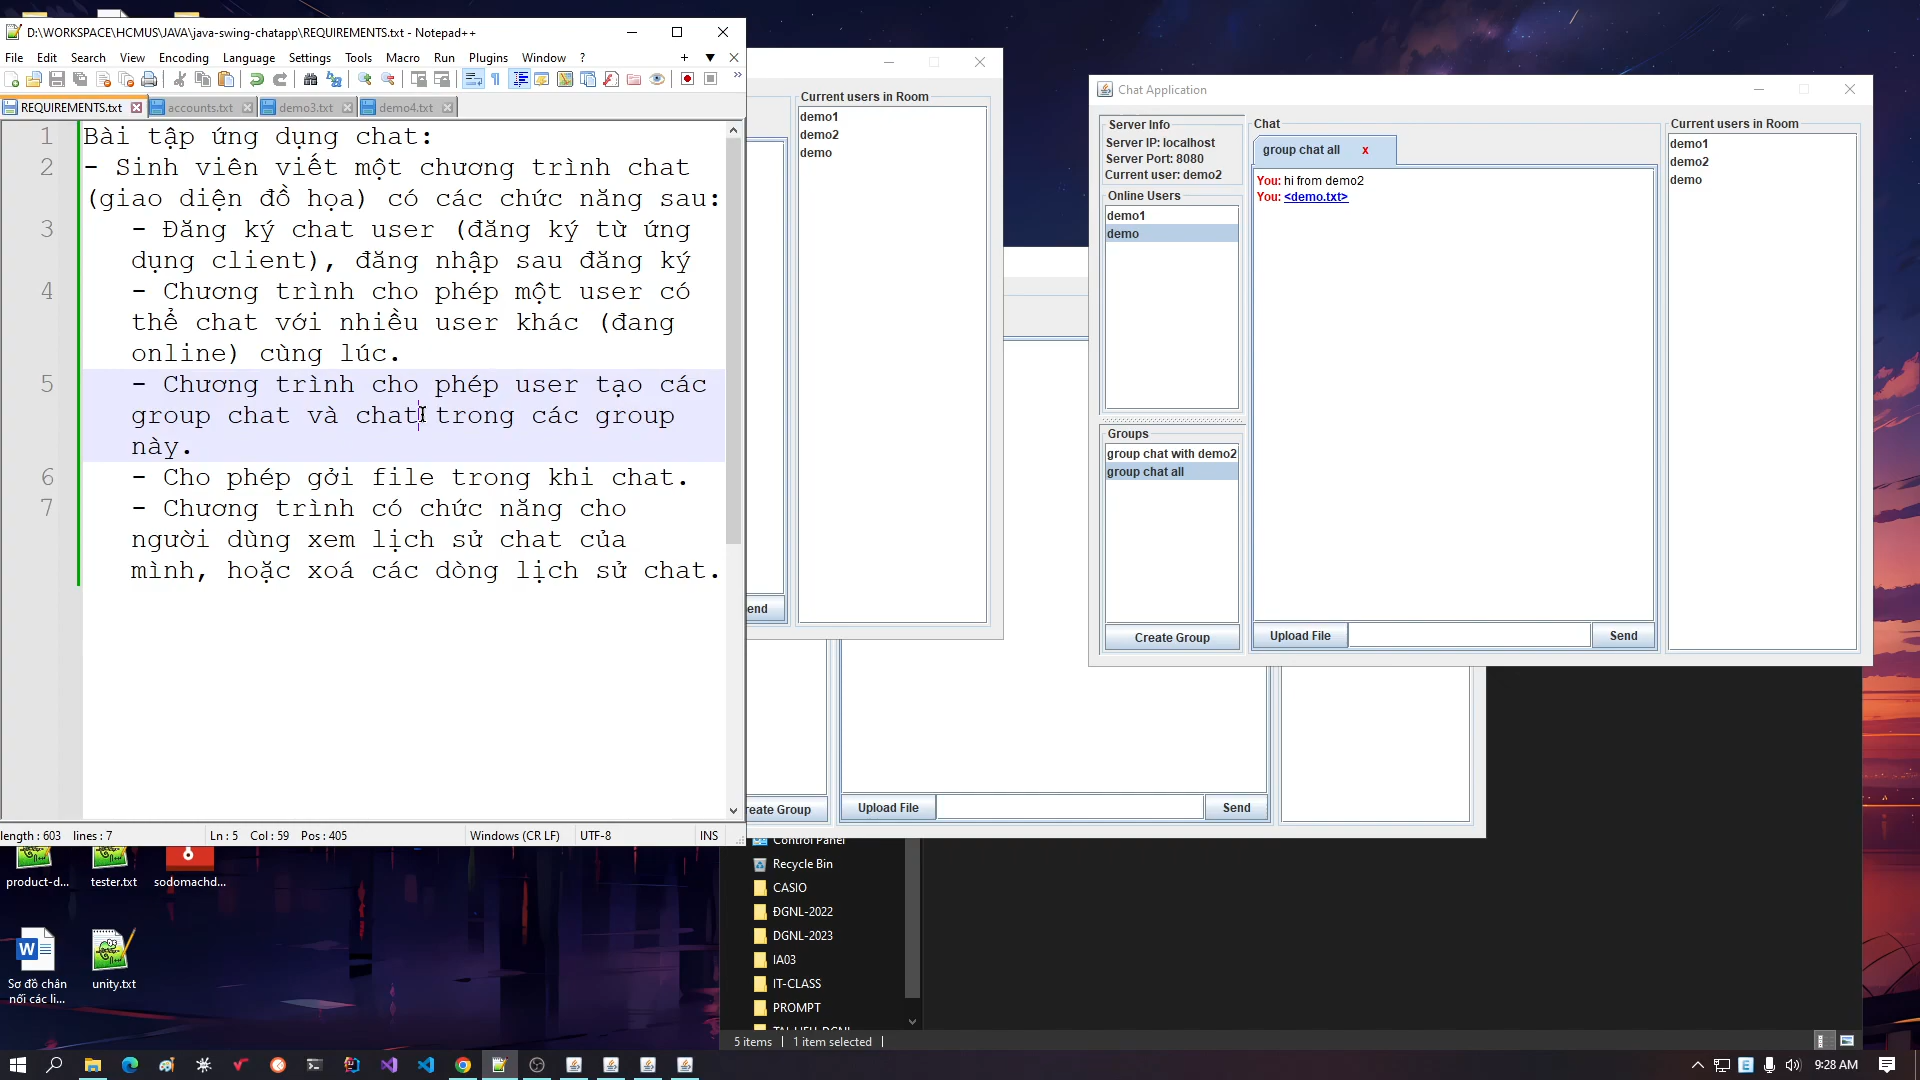 D:\WORKSPACE\HCMUS\JAVA\java-swing-chatapp\REQUIREMENTS.txt - Notepad++
File Edit Search View Encoding Language Settings Tools Macro Run Plugins Window ?
REQUIREMENTS.txt accounts.txt demo3.txt demo4.txt
1 Bài tập ứng dụng chat:
2 - Sinh viên viết một chương trình chat
(giao diện đồ họa) có các chức năng sau:
3 - Đăng ký chat user (đăng ký từ ứng
dụng client), đăng nhập sau đăng ký
4 - Chương trình cho phép một user có
thể chat với nhiều user khác (đang
online) cùng lúc.
5 - Chương trình cho phép user tạo các
group chat và chat trong các group
này.
6 - Cho phép gởi file trong khi chat.
7 - Chương trình có chức năng cho
người dùng xem lịch sử chat của
mình, hoặc xoá các dòng lịch sử chat.
length : 603 lines : 7 Ln : 5 Col : 59 Pos : 405 Windows (CR LF) UTF-8 INS
Current users in Room
demo1
demo2
demo
end
Chat Application
Server Info
Server IP: localhost
Server Port: 8080
Current user: demo2
Online Users
demo1
demo
Groups
group chat with demo2
group chat all
Create Group
Chat
group chat all x
You: hi from demo2
You: <demo.txt>
Upload File Send
Current users in Room
demo1
demo2
demo
reate Group
Upload File Send
Control Panel
Recycle Bin
CASIO
ĐGNL-2022
DGNL-2023
IA03
IT-CLASS
PROMPT
5 items 1 item selected
product-d...
tester.txt
sodomachd...
Sơ đồ chân
nối các li...
unity.txt
9:28 AM